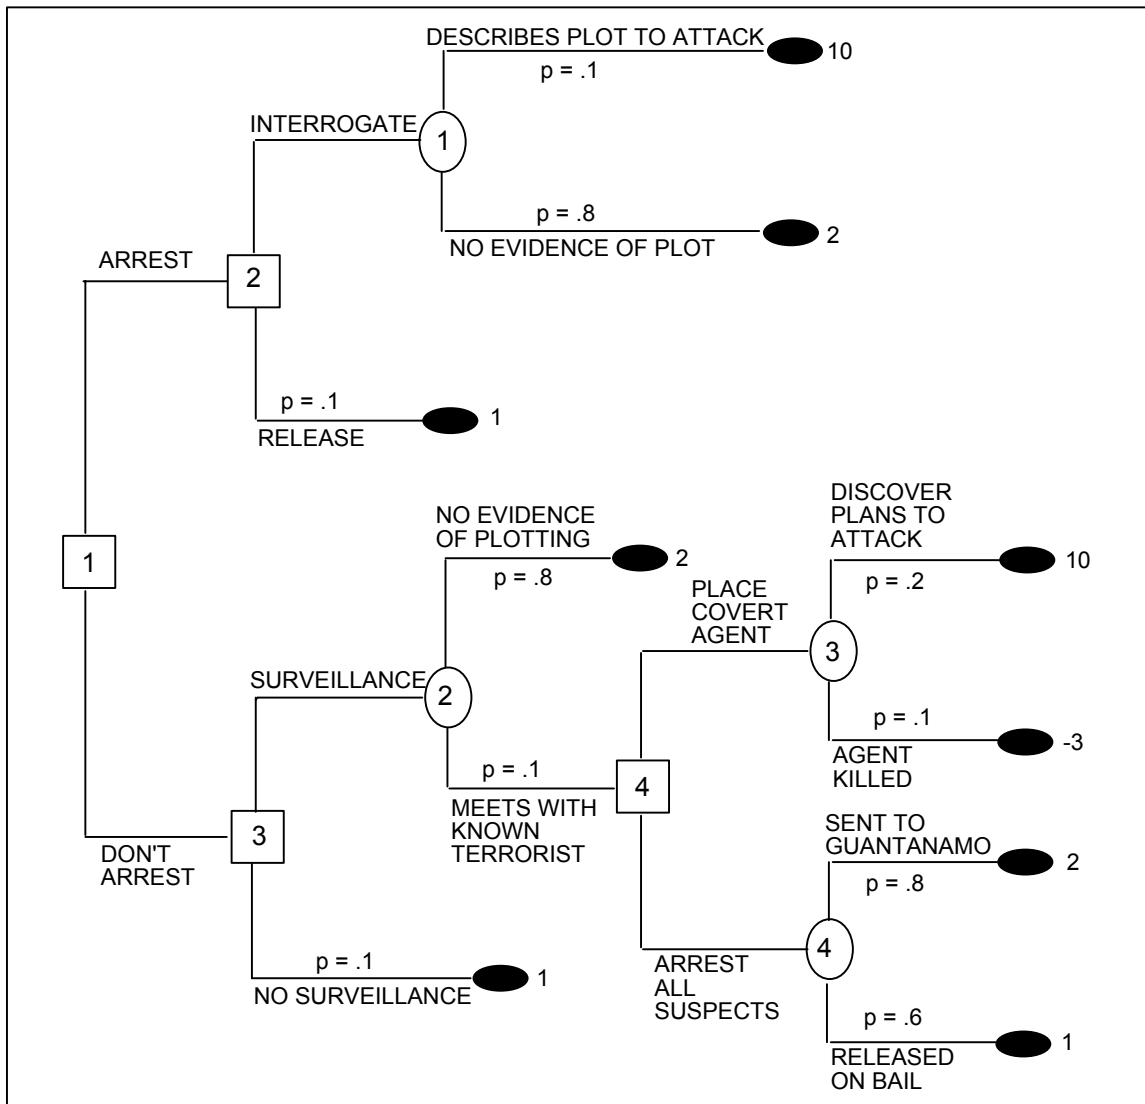 DESCRIBES PLOT TO ATTACK
10
p = .1
INTERROGATE
1
p = .8
2
NO EVIDENCE OF PLOT
ARREST
2
p = .1
1
RELEASE
DISCOVER
PLANS TO
ATTACK
10
p = .2
NO EVIDENCE
OF PLOTTING
2
p = .8
1
PLACE
COVERT
AGENT
3
SURVEILLANCE
2
p = .1
-3
AGENT
KILLED
p = .1
4
MEETS WITH
KNOWN
TERRORIST
3
DON'T
ARREST
SENT TO
GUANTANAMO
2
p = .8
4
ARREST
ALL
SUSPECTS
p = .1
1
NO SURVEILLANCE
p = .6
1
RELEASED
ON BAIL